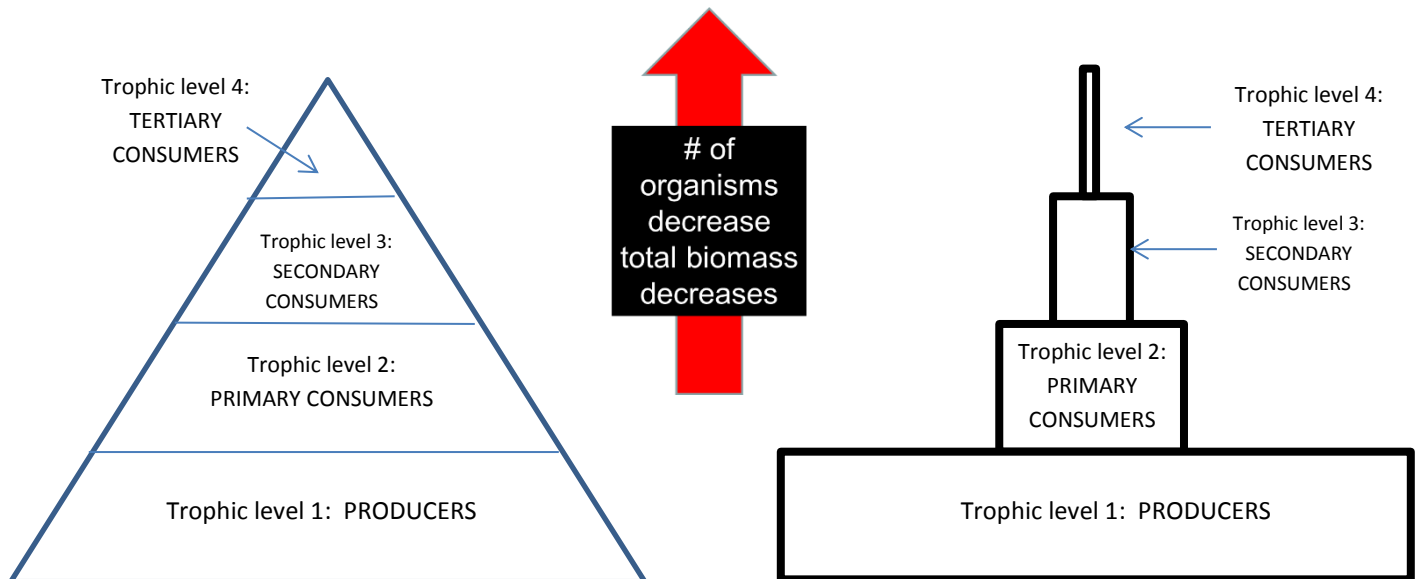 Trophic level 4:
TERTIARY
CONSUMERS
Trophic level 3:
SECONDARY
CONSUMERS
Trophic level 2:
PRIMARY CONSUMERS
Trophic level 1: PRODUCERS
# of
organisms
decrease
total biomass
decreases
Trophic level 4:
TERTIARY
CONSUMERS
Trophic level 3:
SECONDARY
CONSUMERS
Trophic level 2:
PRIMARY
CONSUMERS
Trophic level 1: PRODUCERS